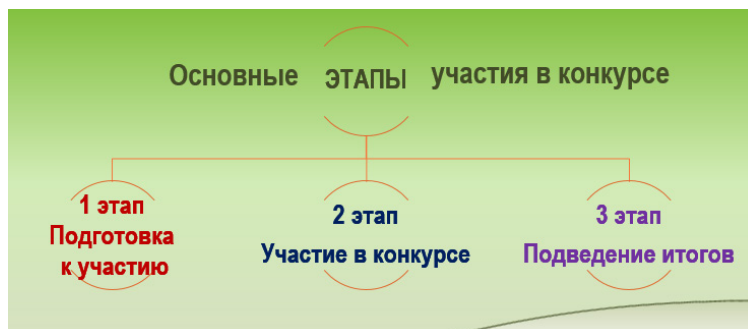 Основные ЭТАПЫ участия в конкурсе
1 этап
Подготовка
к участию
2 этап
Участие в конкурсе
3 этап
Подведение итогов